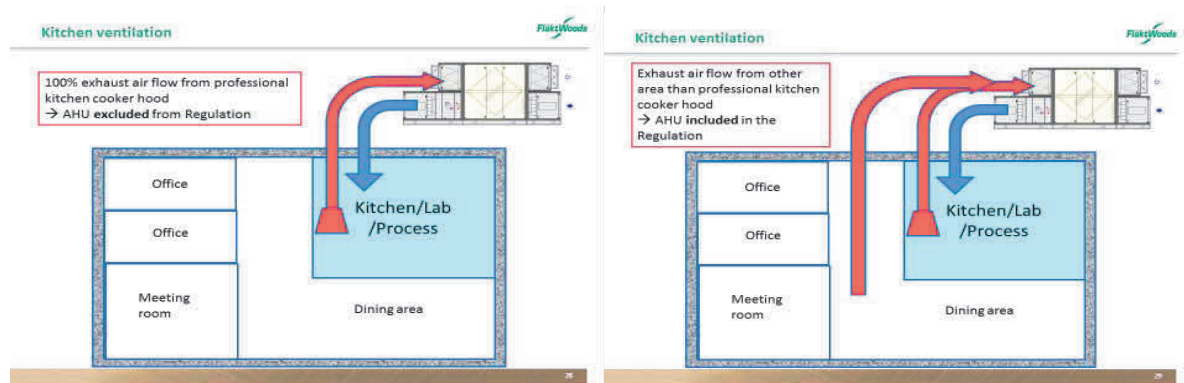 Kitchen ventilation
FläktWoods
100% exhaust air flow from professional
kitchen cooker hood
→ AHU excluded from Regulation
Office
Office
Meeting
room
Kitchen/Lab
/Process
Dining area
Kitchen ventilation
FläktWoods
Exhaust air flow from other
area than professional kitchen
cooker hood
→ AHU included in the
Regulation
Office
Office
Meeting
room
Kitchen/Lab
/Process
Dining area
29